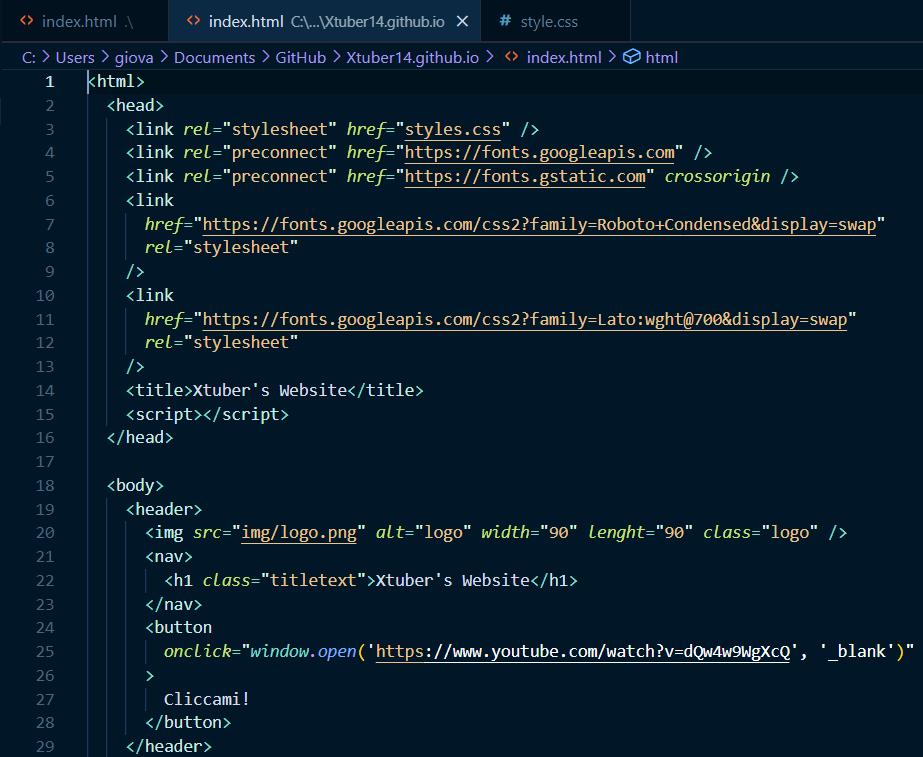 <> index.html .\ <> index.html C:\...\Xtuber14.github.io × # style.css
C: > Users > giova > Documents > GitHub > Xtuber14.github.io > <> index.html > html
1 <html>
2 <head>
3 <link rel="stylesheet" href="styles.css" />
4 <link rel="preconnect" href="https://fonts.googleapis.com" />
5 <link rel="preconnect" href="https://fonts.gstatic.com" crossorigin />
6 <link
7 href="https://fonts.googleapis.com/css2?family=Roboto+Condensed&display=swap"
8 rel="stylesheet"
9 />
10 <link
11 href="https://fonts.googleapis.com/css2?family=Lato:wght@700&display=swap"
12 rel="stylesheet"
13 />
14 <title>Xtuber's Website</title>
15 <script></script>
16 </head>
17
18 <body>
19 <header>
20 <img src="img/logo.png" alt="logo" width="90" lenght="90" class="logo" />
21 <nav>
22 <h1 class="titletext">Xtuber's Website</h1>
23 </nav>
24 <button
25 onclick="window.open('https://www.youtube.com/watch?v=dQw4w9WgXcQ', '_blank')"
26 >
27 Cliccami!
28 </button>
29 </header>